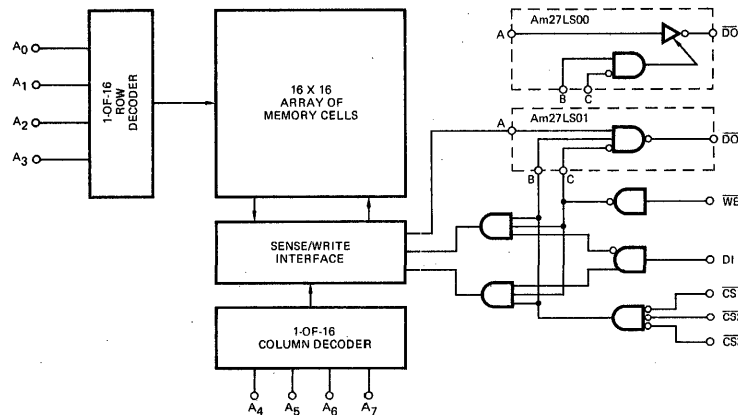 A0
A1
A2
A3
1-OF-16
ROW
DECODER
16 X 16
ARRAY OF
MEMORY CELLS
Am27LS00
A
DO
B
C
Am27LS01
A
DO
B
C
WE
SENSE/WRITE
INTERFACE
DI
CS
CS
CS
1-OF-16
COLUMN DECODER
A4
A5
A6
A7